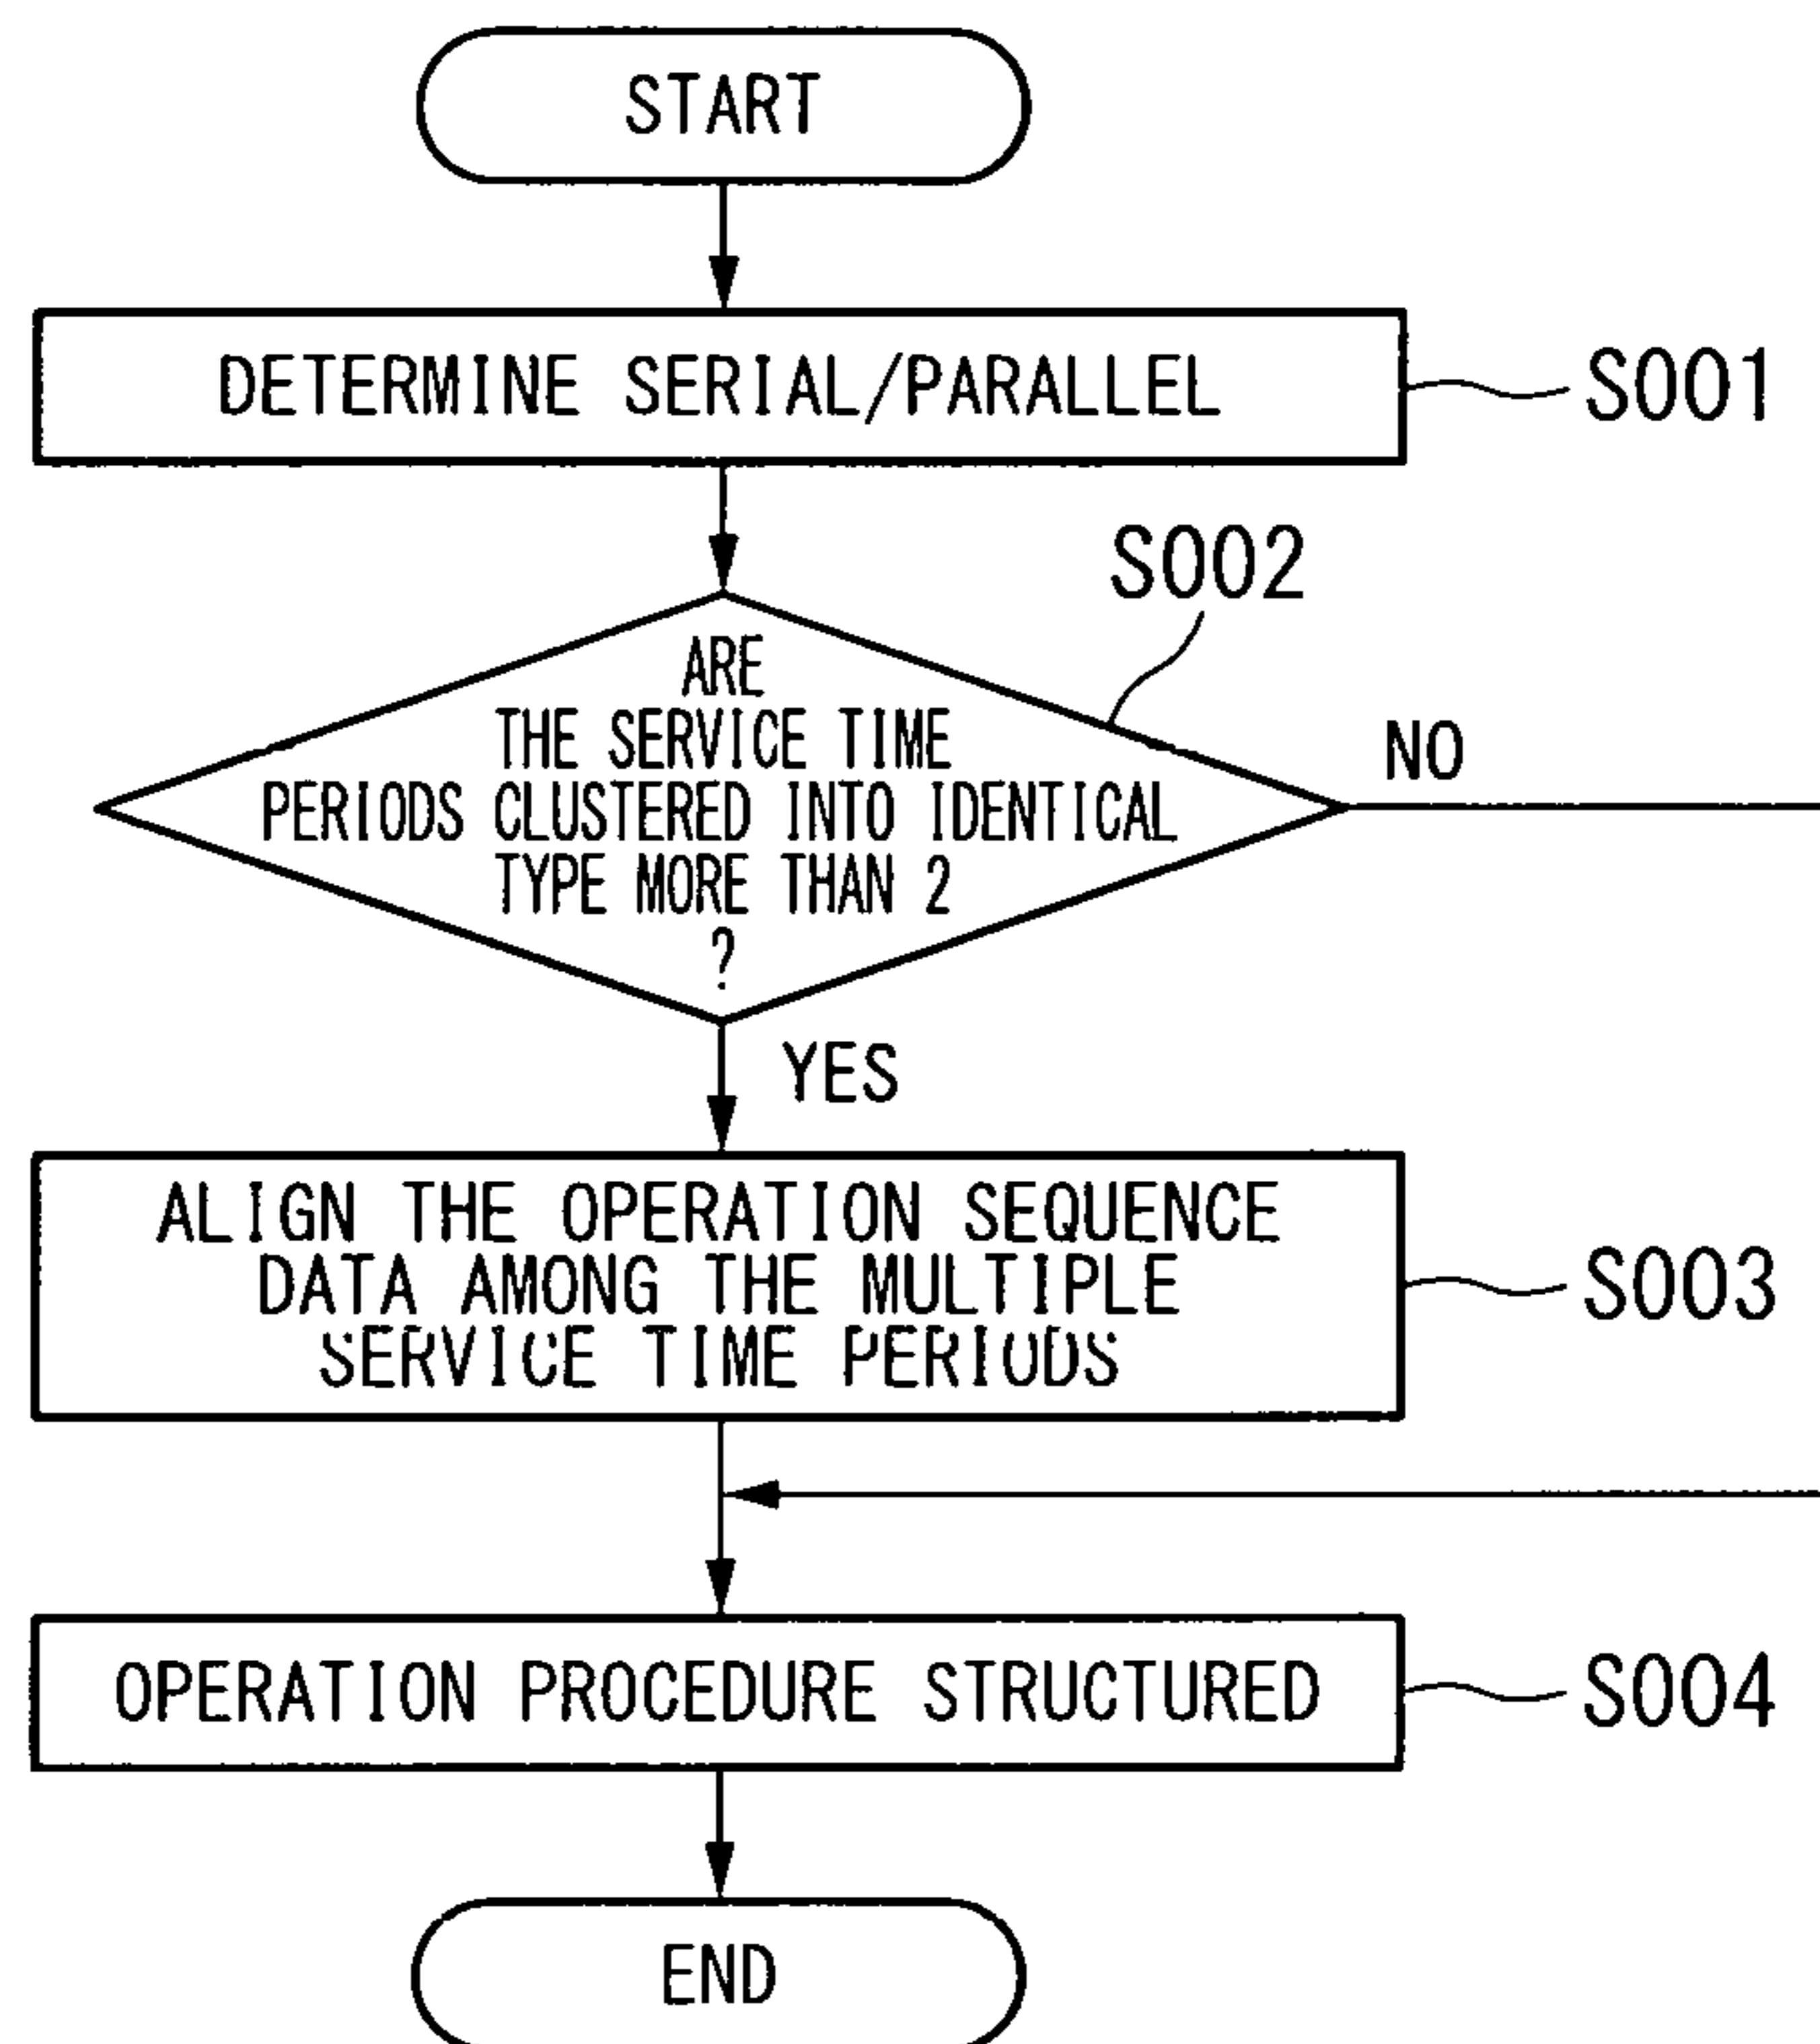 START
DETERMINE SERIAL/PARALLEL
S001
S002
ARE
THE SERVICE TIME
PERIODS CLUSTERED INTO IDENTICAL
TYPE MORE THAN 2
?
NO
YES
ALIGN THE OPERATION SEQUENCE
DATA AMONG THE MULTIPLE
SERVICE TIME PERIODS
S003
OPERATION PROCEDURE STRUCTURED
S004
END